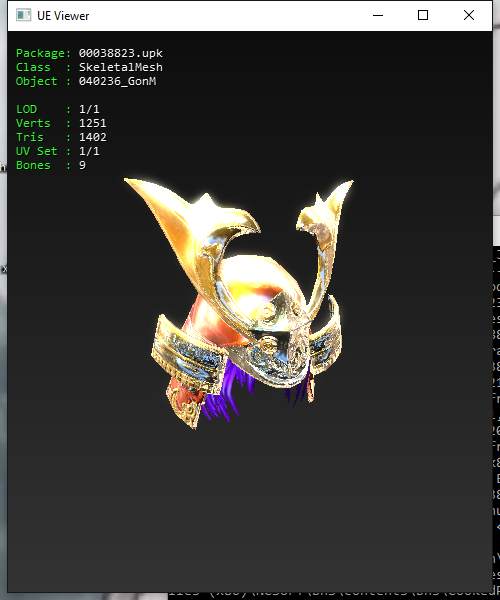 UE Viewer
Package: 00038823.upk
Class : SkeletalMesh
Object : 040236_GonM
LOD : 1/1
Verts : 1251
Tris : 1402
UV Set : 1/1
Bones : 9